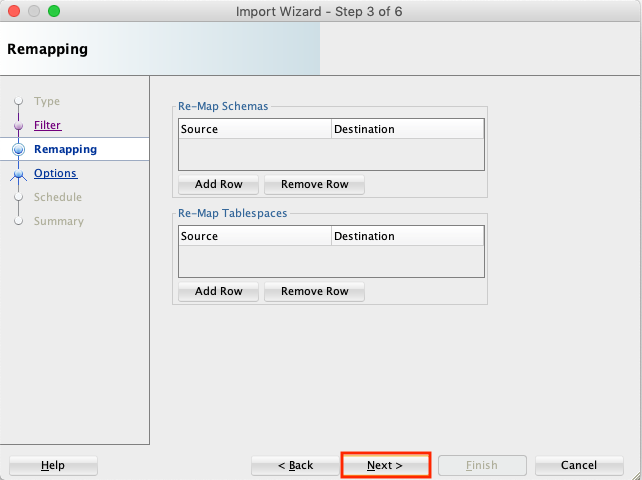 Import Wizard - Step 3 of 6
Remapping
Type
Filter
Remapping
Options
Schedule
Summary
Re-Map Schemas
Source Destination
Add Row Remove Row
Re-Map Tablespaces
Source Destination
Add Row Remove Row
Help < Back Next > Finish Cancel